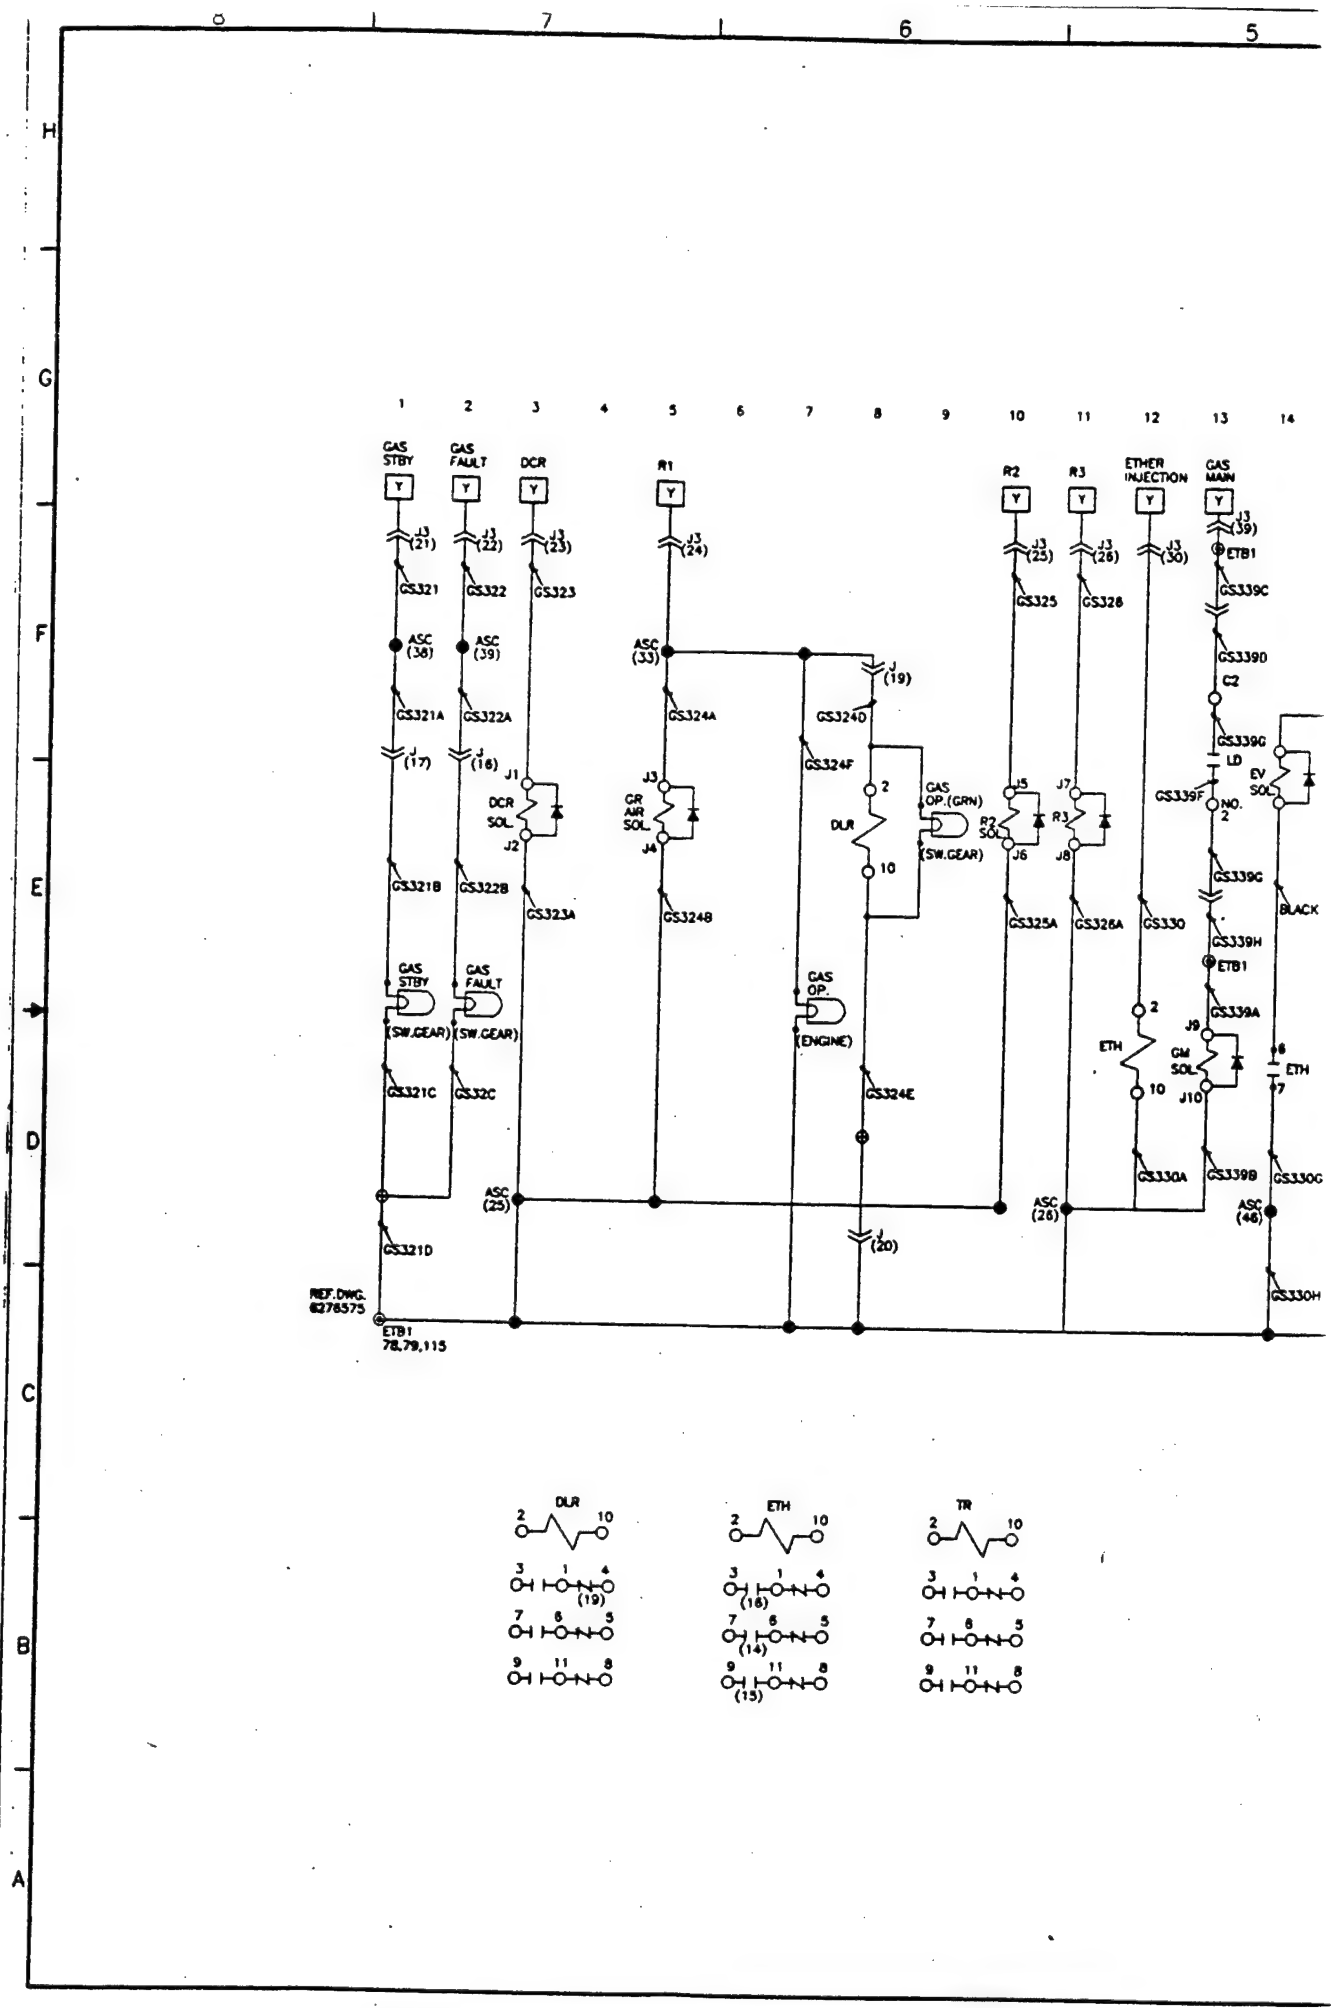 8 7 6 5
H
G
1 2 3 4 5 6 7 8 9 10 11 12 13 14
GAS
STBY
GAS
FAULT
DCR
R1
R2
R3
ETHER
INJECTION
GAS
MAIN
Y Y Y Y Y Y Y Y
J3
(21)
J3
(22)
J3
(23)
J3
(24)
J3
(25)
J3
(26)
J3
(30)
J3
(39)
ETB1
GS321
GS322
GS323
GS325
GS326
GS339C
F
ASC
(38)
ASC
(39)
ASC
(33)
J
(19)
GS339D
C2
GS321A
GS322A
GS324A
GS324D
GS339G
J
(17)
J
(16)
GS324F
LD
GS339F
NO.
2
J1
DCR
SOL
J2
J3
GR
AIR
SOL
J4
2
DLR
10
GAS
OP.(GRN)
(SW.GEAR)
J5
R2
SOL
J6
J7
R3
J8
EV
SOL
E
GS321B
GS322B
GS323A
GS324B
GS325A
GS326A
GS330
GS339G
GS339H
BLACK
ETB1
GS339A
GAS
STBY
(SW.GEAR)
GAS
FAULT
(SW.GEAR)
GAS
OP.
(ENGINE)
2
ETH
10
J9
GM
SOL
J10
6
ETH
7
GS321C
GS32C
GS324E
D
GS330A
GS339B
GS330G
ASC
(25)
ASC
(26)
ASC
(46)
GS321D
J
(20)
GS330H
REF.DWG.
6276575
ETB1
78,79,115
C
DLR
2 10
3 1 4
(19)
7 6 5
9 11 8
ETH
2 10
3 1 4
(16)
7 6 5
(14)
9 11 8
(15)
TR
2 10
3 1 4
7 6 5
9 11 8
B
A